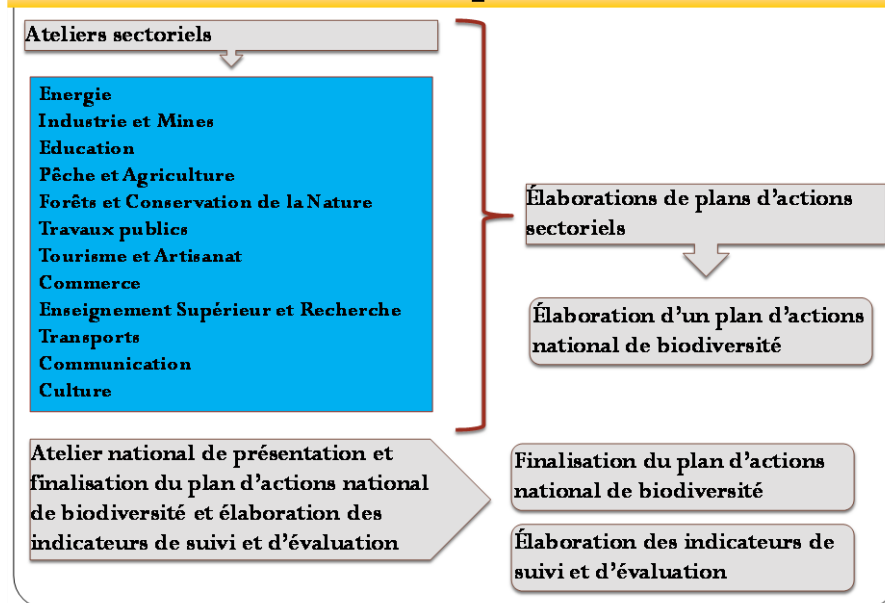 Ateliers sectoriels
Energie
Industrie et Mines
Education
Pêche et Agriculture
Forêts et Conservation de la Nature
Travaux publics
Tourisme et Artisanat
Commerce
Enseignement Supérieur et Recherche
Transports
Communication
Culture
Élaborations de plans d'actions
sectoriels
Élaboration d'un plan d'actions
national de biodiversité
Atelier national de présentation et
finalisation du plan d'actions national
de biodiversité et élaboration des
indicateurs de suivi et d'évaluation
Finalisation du plan d'actions
national de biodiversité
Élaboration des indicateurs de
suivi et d'évaluation